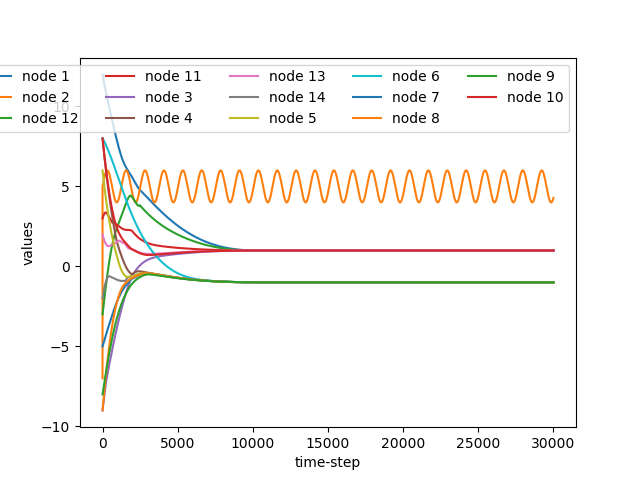 node 1 node 11 node 13 node 6 node 9
node 2 node 3 node 14 node 7 node 10
node 12 node 4 node 5 node 8
10
5
0
−5
−10
values
0 5000 10000 15000 20000 25000 30000
time-step